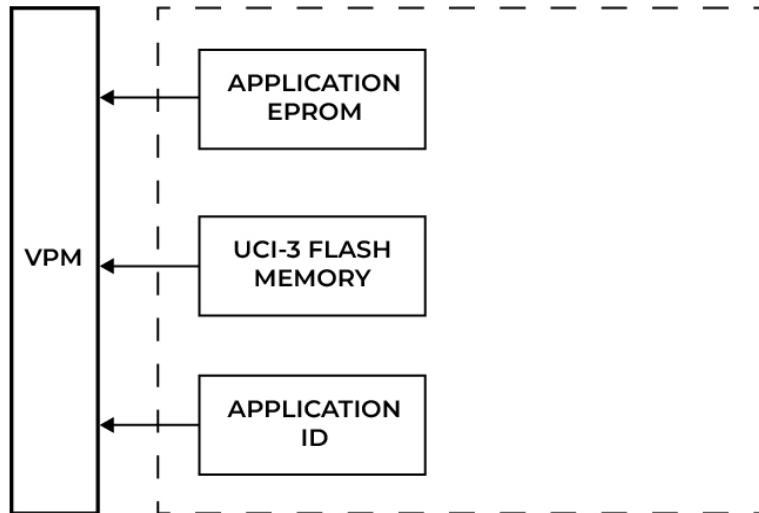 APPLICATION
EPROM
VPM
UCI-3 FLASH
MEMORY
APPLICATION
ID